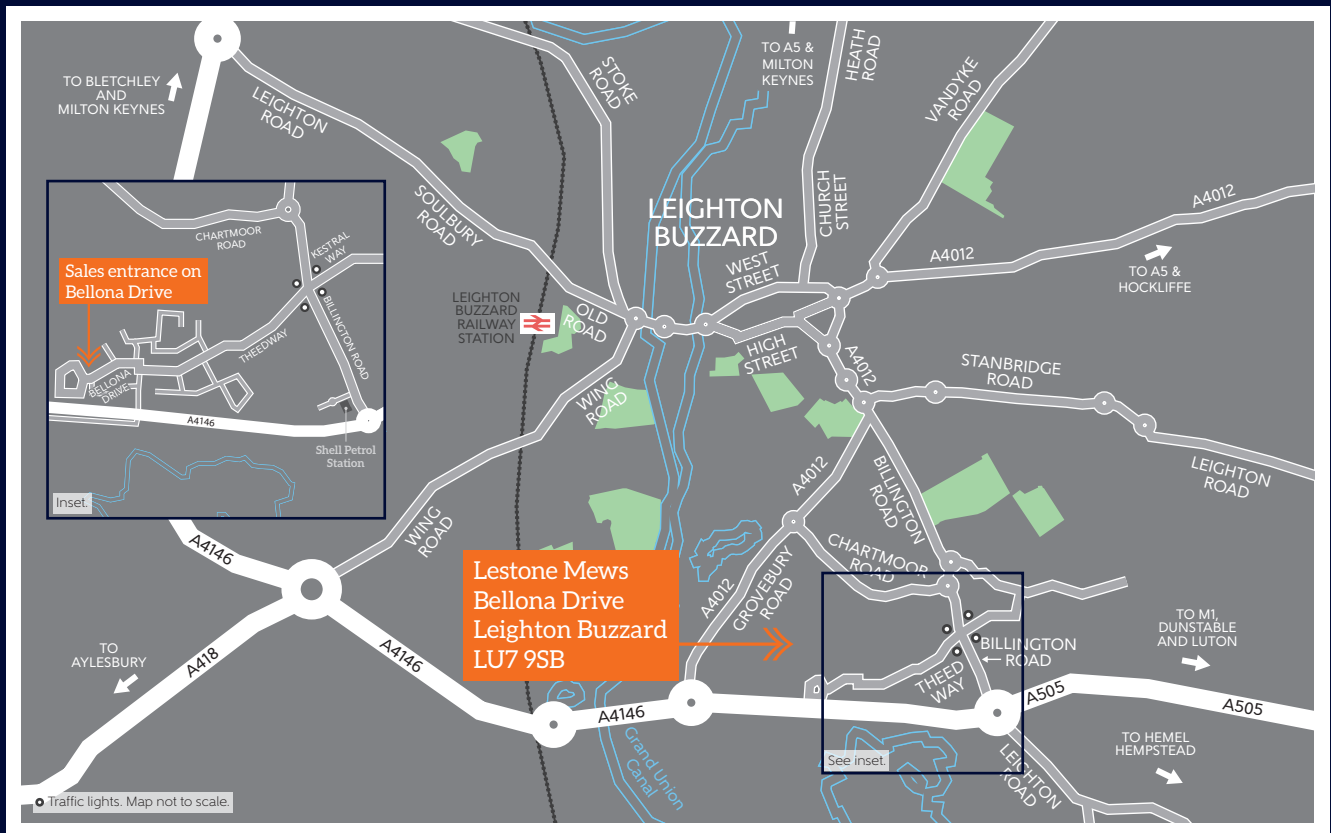 TO BLETCHLEY
AND
MILTON KEYNES
LEIGHTON
ROAD
STOKE
ROAD
TO A5 &
MILTON
KEYNES
HEATH
ROAD
VANDYKE
ROAD
SOULBURY
ROAD
LEIGHTON
BUZZARD
CHURCH
STREET
WEST
STREET
A4012
A4012
TO A5 &
HOCKLIFFE
CHARTMOOR
ROAD
KESTRAL
WAY
Sales entrance on
Bellona Drive
BILLINGTON ROAD
THEEDWAY
BELLONA
DRIVE
A4146
Shell Petrol
Station
Inset.
LEIGHTON
BUZZARD
RAILWAY
STATION
OLD
ROAD
HIGH
STREET
A4012
STANBRIDGE
ROAD
WING
ROAD
LEIGHTON
ROAD
A4012
BILLINGTON
ROAD
WING
ROAD
A4146
CHARTMOOR
ROAD
Lestone Mews
Bellona Drive
Leighton Buzzard
LU7 9SB
A4012
GROVEBURY
ROAD
TO
AYLESBURY
A418
A4146
TO M1,
DUNSTABLE
AND LUTON
BILLINGTON
ROAD
THEED
WAY
A505
A505
A4146
Grand Union
Canal
See inset.
LEIGHTON
ROAD
TO HEMEL
HEMPSTEAD
Traffic lights. Map not to scale.